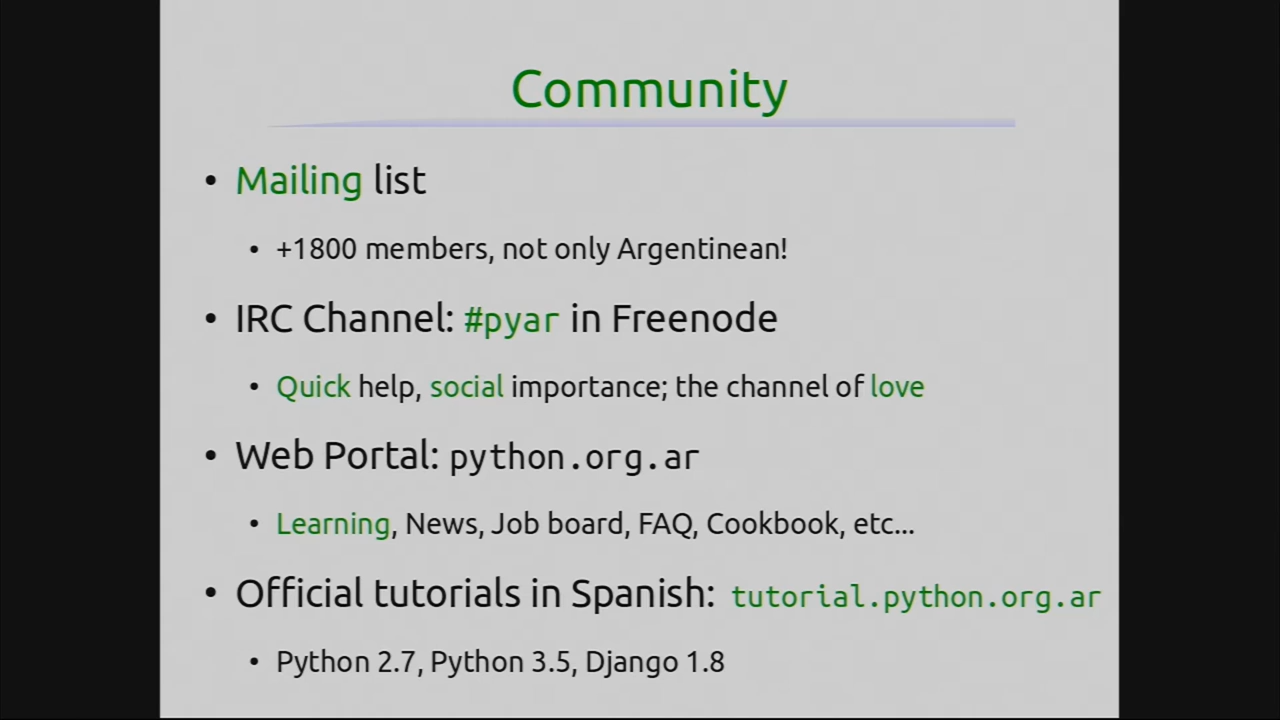 Community
• Mailing list
• +1800 members, not only Argentinean!
• IRC Channel: #pyar in Freenode
• Quick help, social importance; the channel of love
• Web Portal: python.org.ar
• Learning, News, Job board, FAQ, Cookbook, etc...
• Official tutorials in Spanish: tutorial.python.org.ar
• Python 2.7, Python 3.5, Django 1.8